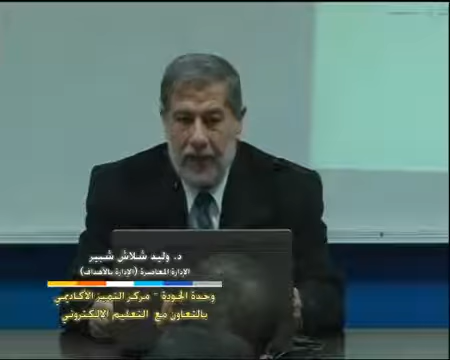 د. وليد شلاش شبير
الإدارة المعاصرة (الإدارة بالأهداف)
وحدة الجودة - مركز التميز الأكاديمي
بالتعاون مع التعليم الالكتروني